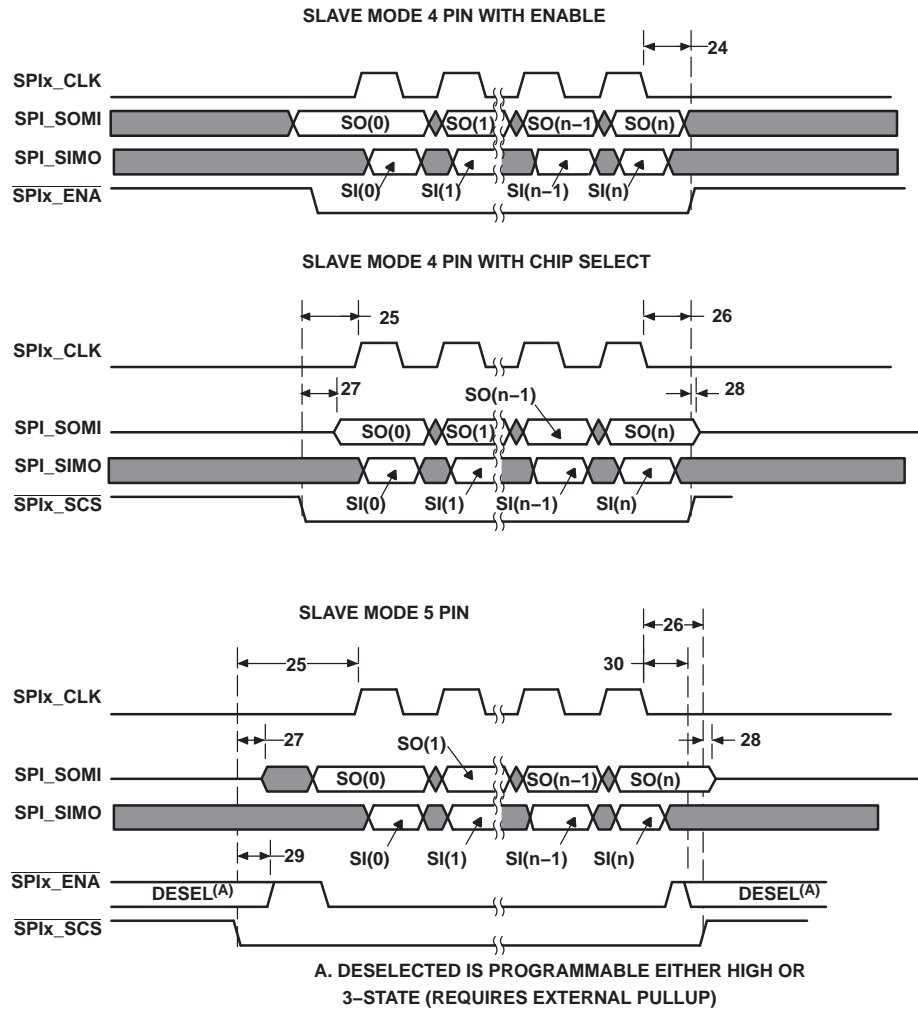 SLAVE MODE 4 PIN WITH ENABLE
24
SPIx_CLK
SPI_SOMI
SO(0)
SO(1)
SO(n−1
SO(n)
SPI_SIMO
SI(0)
SI(1)
SI(n−1)
SI(n)
SPIx_ENA
SLAVE MODE 4 PIN WITH CHIP SELECT
25
26
SPIx_CLK
27
SO(n−1)
28
SPI_SOMI
SO(0)
SO(1)
SO(n)
SPI_SIMO
SPIx_SCS
SI(0)
SI(1)
SI(n−1)
SI(n)
SLAVE MODE 5 PIN
26
25
30
SPIx_CLK
27
SO(1)
28
SPI_SOMI
SO(0)
SO(n−1)
SO(n)
SPI_SIMO
29
SI(0)
SI(1)
SI(n−1)
SI(n)
SPIx_ENA
DESEL(A)
DESEL(A)
SPIx_SCS
A. DESELECTED IS PROGRAMMABLE EITHER HIGH OR
3−STATE (REQUIRES EXTERNAL PULLUP)